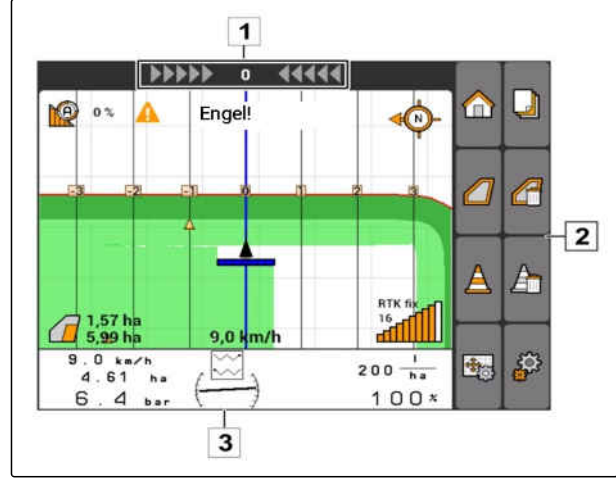 1
0
0 %
Engel!
N
-3 -2 -1 0 1 2 3
2
RTK fix
16
1,57 ha
5,99 ha
9,0 km/h
9.0 km/h
4.61 ha
6.4 bar
200 l/ha
100 %
3